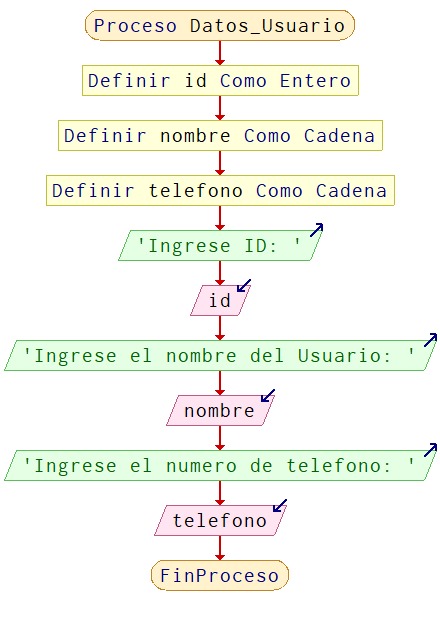 Proceso Datos_Usuario
Definir id Como Entero
Definir nombre Como Cadena
Definir telefono Como Cadena
'Ingrese ID: '
id
'Ingrese el nombre del Usuario: '
nombre
'Ingrese el numero de telefono: '
telefono
FinProceso